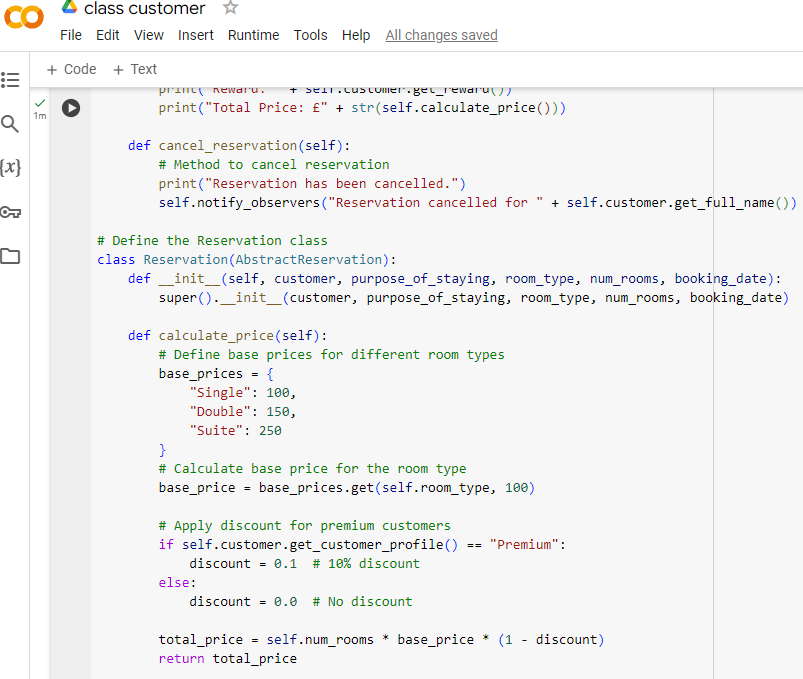 class customer
File Edit View Insert Runtime Tools Help All changes saved
+ Code + Text
print("Reward: " + self.customer.get_reward())
1m
print("Total Price: £" + str(self.calculate_price()))
def cancel_reservation(self):
# Method to cancel reservation
print("Reservation has been cancelled.")
self.notify_observers("Reservation cancelled for " + self.customer.get_full_name())
# Define the Reservation class
class Reservation(AbstractReservation):
def __init__(self, customer, purpose_of_staying, room_type, num_rooms, booking_date):
super().__init__(customer, purpose_of_staying, room_type, num_rooms, booking_date)
def calculate_price(self):
# Define base prices for different room types
base_prices = {
"Single": 100,
"Double": 150,
"Suite": 250
}
# Calculate base price for the room type
base_price = base_prices.get(self.room_type, 100)
# Apply discount for premium customers
if self.customer.get_customer_profile() == "Premium":
discount = 0.1  # 10% discount
else:
discount = 0.0  # No discount
total_price = self.num_rooms * base_price * (1 - discount)
return total_price